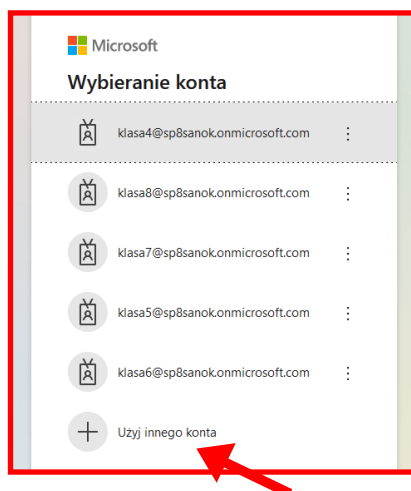 Microsoft
Wybieranie konta
klasa4@sp8sanok.onmicrosoft.com
klasa8@sp8sanok.onmicrosoft.com
klasa7@sp8sanok.onmicrosoft.com
klasa5@sp8sanok.onmicrosoft.com
klasa6@sp8sanok.onmicrosoft.com
Użyj innego konta